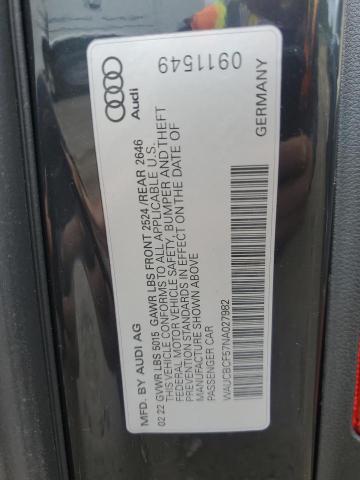 Audi
0911549
MFD. BY AUDI AG
02 22 GVWR LBS 5015 GAWR LBS FRONT 2524/REAR 2646
THIS VEHICLE CONFORMS TO ALL APPLICABLE U.S.
FEDERAL MOTOR VEHICLE SAFETY, BUMPER AND THEFT
PREVENTION STANDARDS IN EFFECT ON THE DATE OF
MANUFACTURE SHOWN ABOVE
PASSENGER CAR
WAUCBCF57NA027982
GERMANY